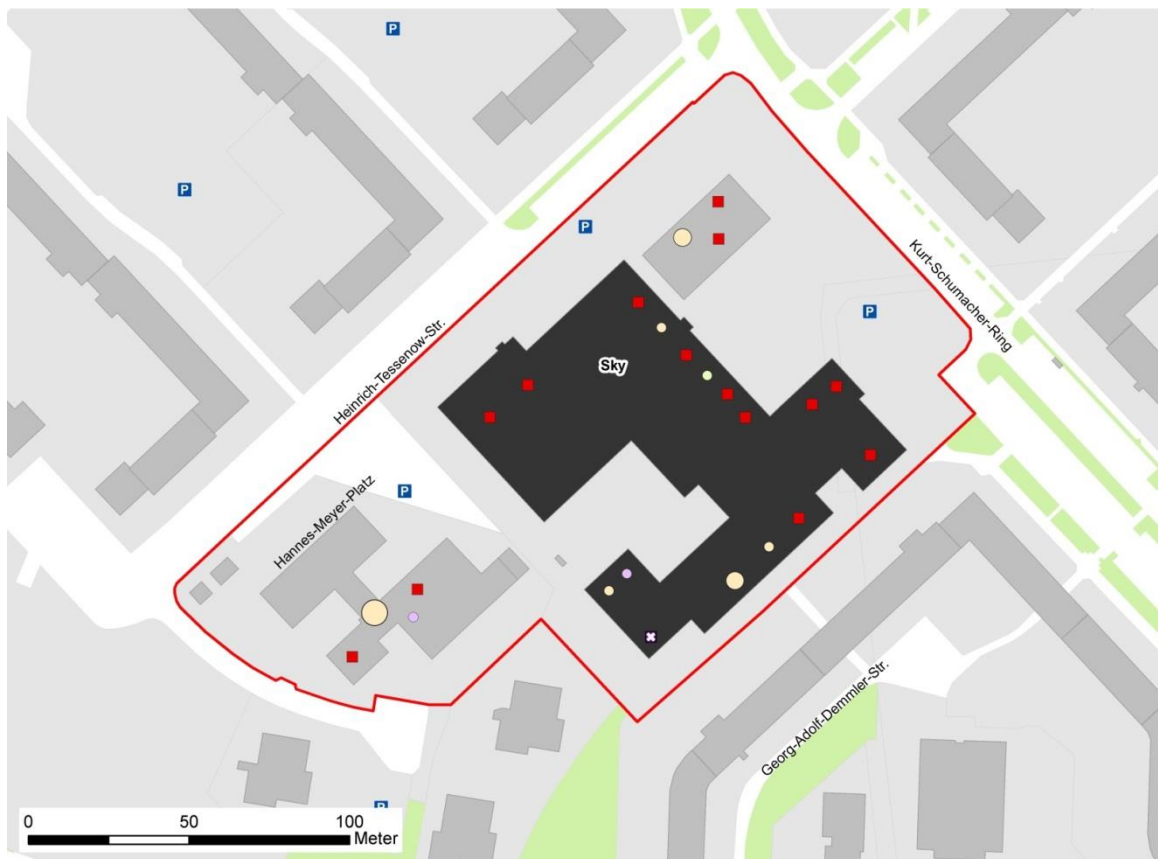 P
P
P
Kurt-Schumacher-Ring
P
Heinrich-Tessenow-Str.
Sky
Hannes-Meyer-Platz
P
Georg-Adolf-Demmler-Str.
P
0 50 100
Meter